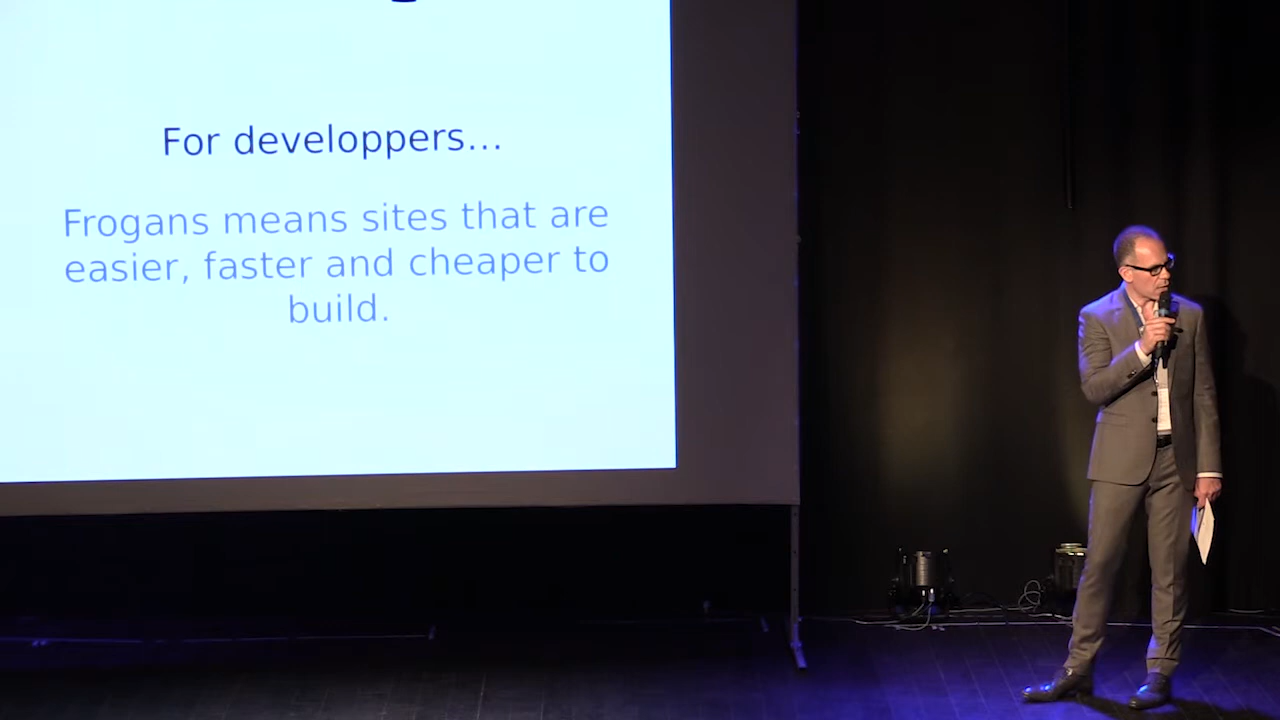 For developpers...
Frogans means sites that are
easier, faster and cheaper to
build.